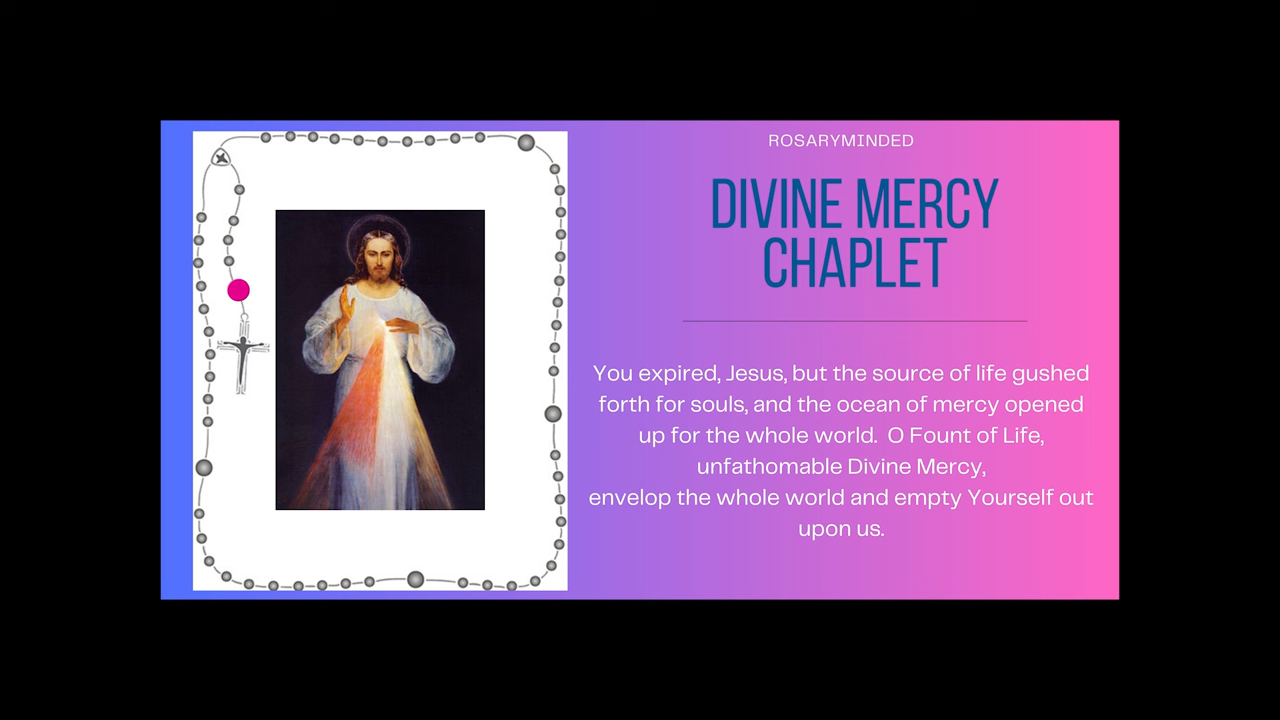 ROSARYMINDED
DIVINE MERCY
CHAPLET
You expired, Jesus, but the source of life gushed
forth for souls, and the ocean of mercy opened
up for the whole world.  O Fount of Life,
unfathomable Divine Mercy,
envelop the whole world and empty Yourself out
upon us.